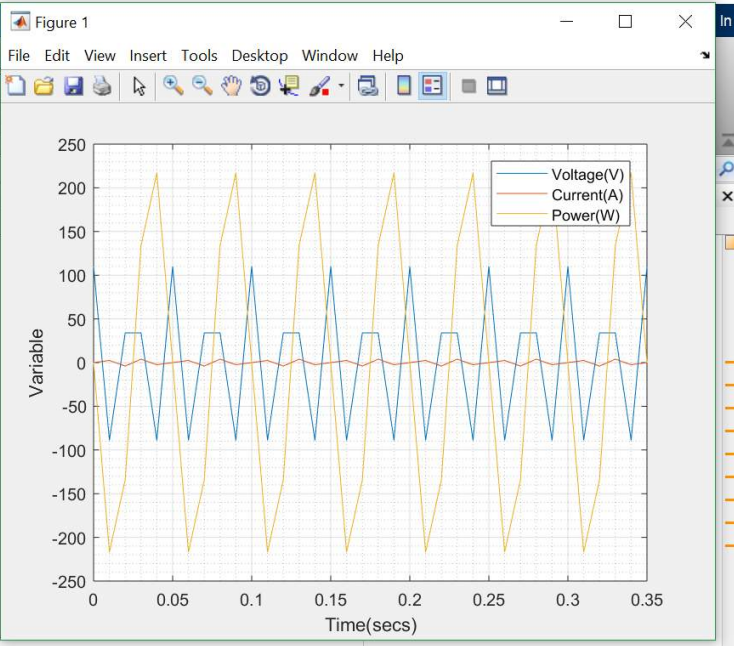 Figure 1
File Edit View Insert Tools Desktop Window Help
In
250
200
150
100
50
0
-50
-100
-150
-200
-250
Variable
Voltage(V)
Current(A)
Power(W)
0 0.05 0.1 0.15 0.2 0.25 0.3 0.35
Time(secs)